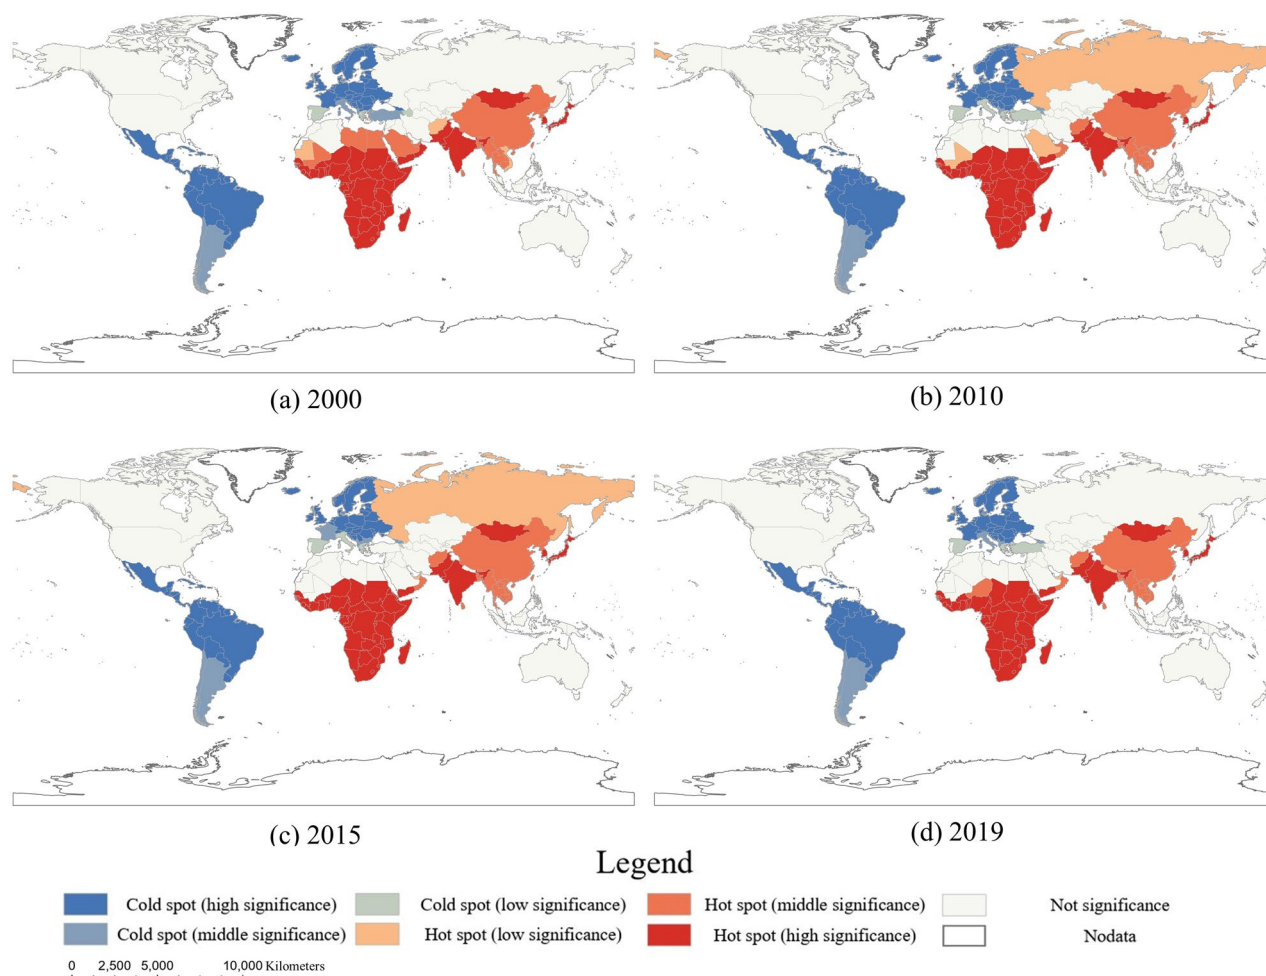 (a) 2000
(b) 2010
(c) 2015
(d) 2019
Legend
Cold spot (high significance)
Cold spot (low significance)
Hot spot (middle significance)
Not significance
Cold spot (middle significance)
Hot spot (low significance)
Hot spot (high significance)
Nodata
0 2,500 5,000 10,000 Kilometers